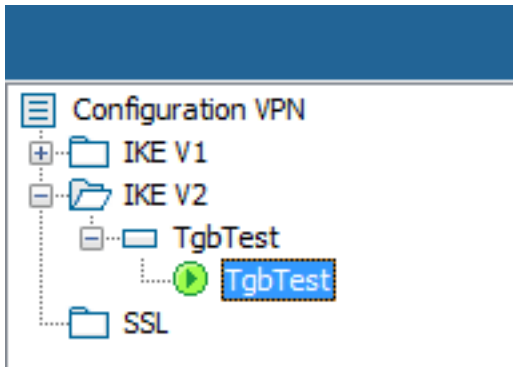 Configuration VPN
IKE V1
IKE V2
TgbTest
TgbTest
SSL